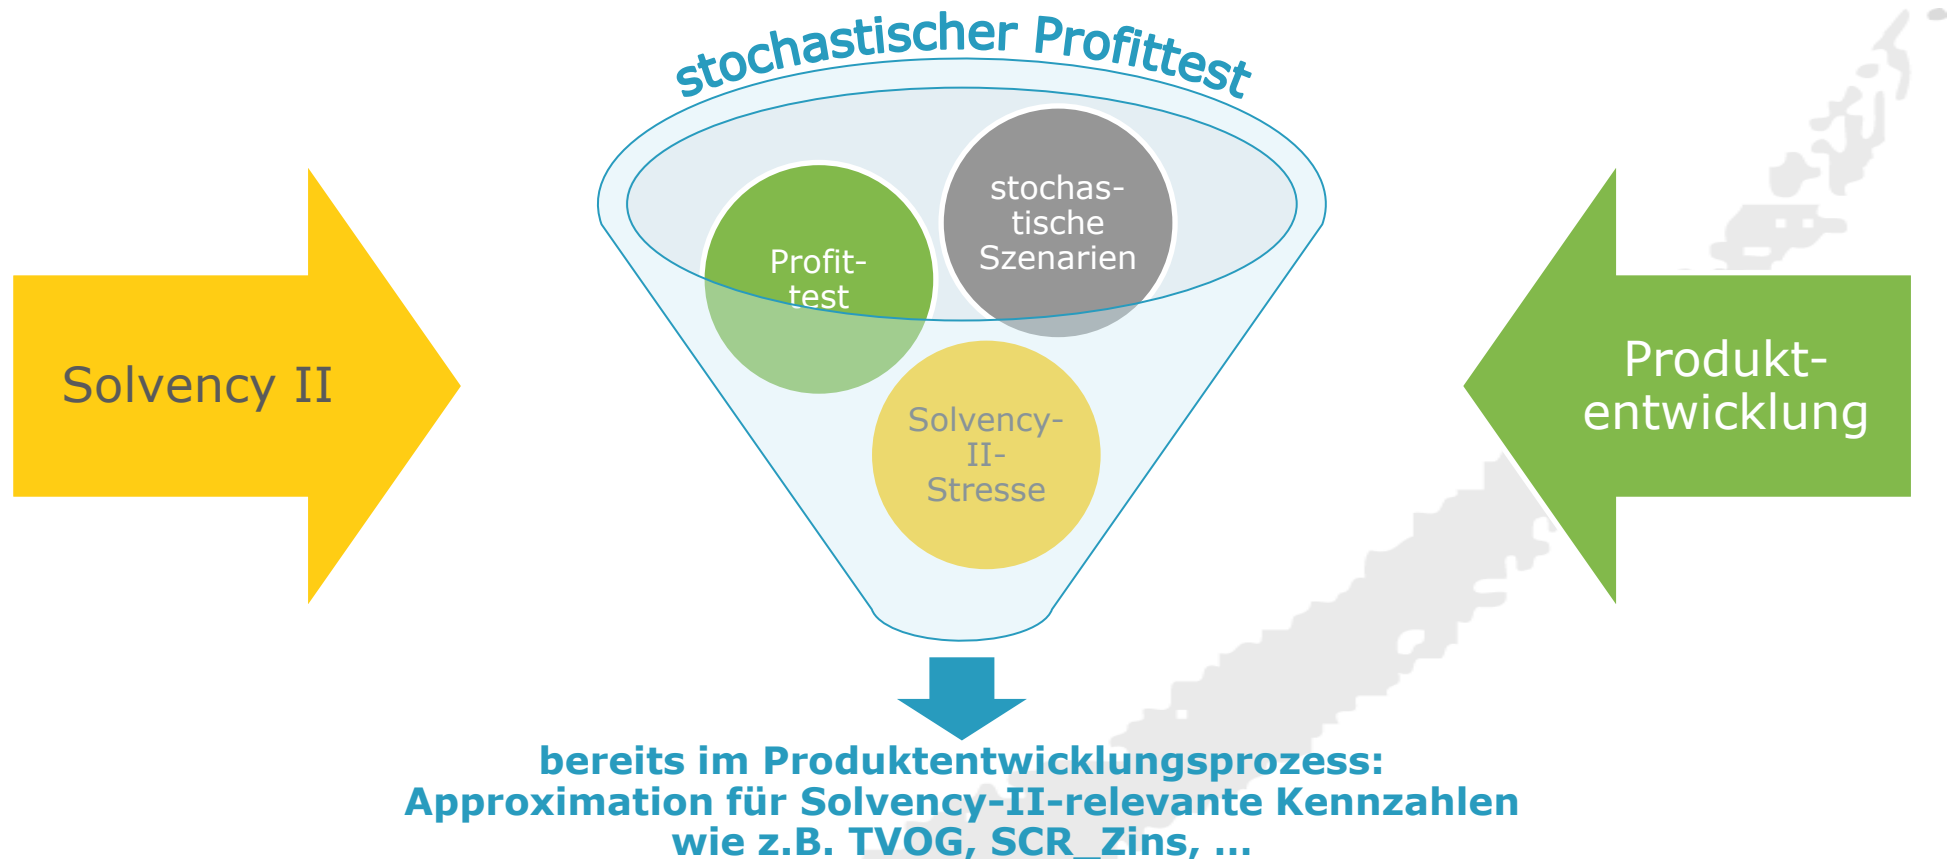 stochastischer Profittest
stochas-
tische
Szenarien
Profit-
test
Solvency-
II-
Stresse
Solvency II
Produkt-
entwicklung
bereits im Produktentwicklungsprozess:
Approximation für Solvency-II-relevante Kennzahlen
wie z.B. TVOG, SCR_Zins, ...